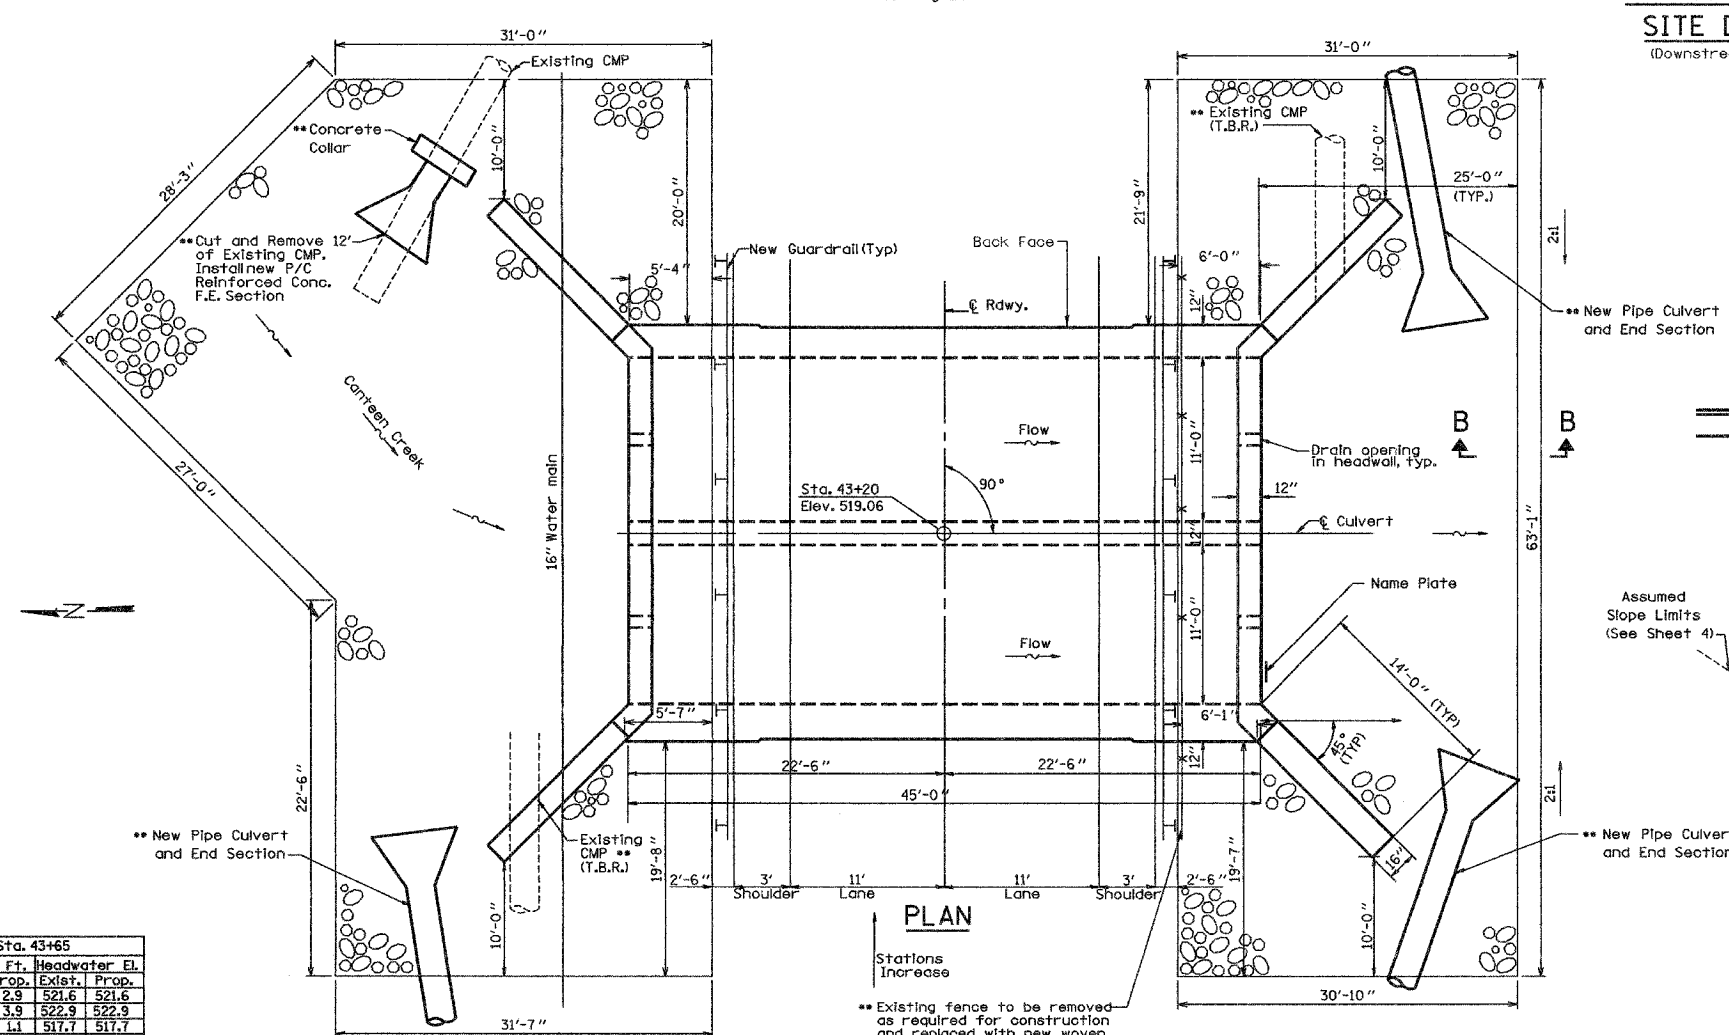 31'-0"
Existing CMP
31'-0"
SITE D
(Downstre
** Concrete
Collar
10'-0"
20'-0"
21'-9"
** Existing CMP
(T.B.R.)
10'-0"
25'-0"
(TYP.)
28'-3"
2:1
** Cut and Remove 12'
of Existing CMP.
Install new P/C
Reinforced Conc.
F.E. Section
5'-4"
New Guardrail (Typ)
Back Face
6'-0"
12"
℄ Rdwy.
** New Pipe Culvert
and End Section
Canteen Creek
27'-0"
16" Water main
Flow
11'-0"
Drain opening
in headwall, typ.
B
B
90°
Sta. 43+20
Elev. 519.06
12"
12"
℄ Culvert
63'-1"
Z
Name Plate
Assumed
Slope Limits
(See Sheet 4)
11'-0"
Flow
14'-0" (TYP)
5'-7"
6'-1"
45°
(TYP)
12"
22'-6"
22'-6"
22'-6"
45'-0"
2:1
** New Pipe Culvert
and End Section
Existing
CMP **
(T.B.R.)
19'-8"
19'-7"
16"
** New Pipe Culvert
and End Section
2'-6"
3'
Shoulder
11'
Lane
11'
Lane
3'
Shoulder
2'-6"
PLAN
10'-0"
10'-0"
Stations
Increase
Sta. 43+65
Ft. Headwater El.
rop. Exist. Prop.
2.9 521.6 521.6
3.9 522.9 522.9
1.1 517.7 517.7
31'-7"
30'-10"
** Existing fence to be removed
as required for construction
and replaced with new woven